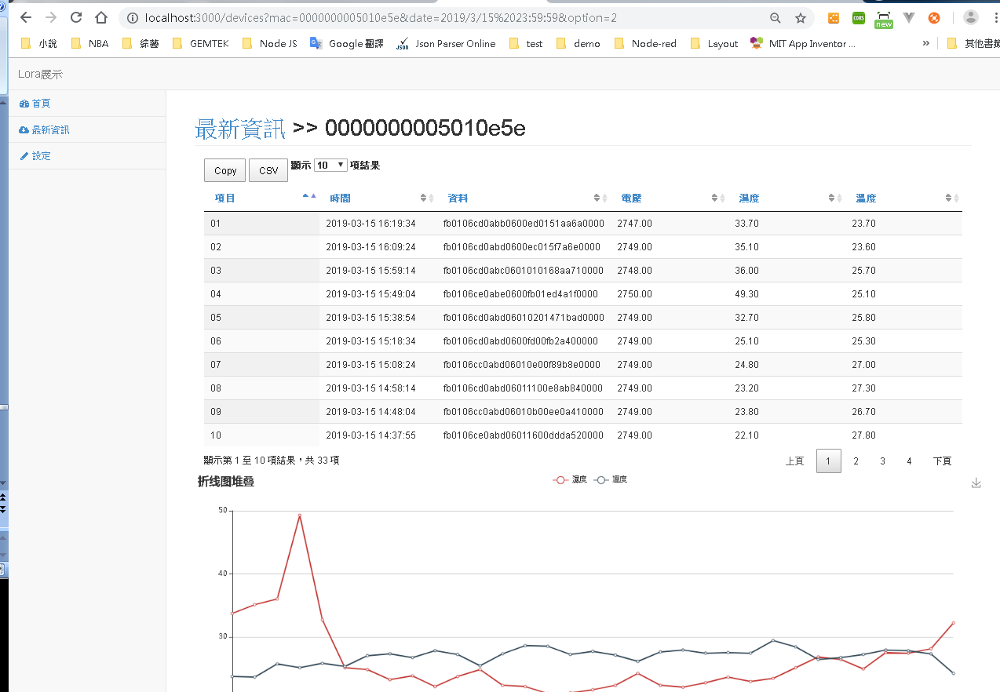 localhost:3000/devices?mac=0000000005010e5e&date=2019/3/15%2023:59:59&option=2
CORS
new
小說 NBA 綜藝 GEMTEK Node JS Google 翻譯 JSON Json Parser Online test demo Node-red Layout MIT App Inventor ... » 其他書籤
Lora展示
首頁
最新資訊
設定
最新資訊 >> 0000000005010e5e
Copy CSV 顯示 10 項結果
項目 時間 資料 電壓 濕度 溫度
01 2019-03-15 16:19:34 fb0106cd0abb0600ed0151aa6a0000 2747.00 33.70 23.70
02 2019-03-15 16:09:24 fb0106cd0abd0600ec015f7a6e0000 2749.00 35.10 23.60
03 2019-03-15 15:59:14 fb0106cd0abc0601010168aa710000 2748.00 36.00 25.70
04 2019-03-15 15:49:04 fb0106ce0abe0600fb01ed4a1f0000 2750.00 49.30 25.10
05 2019-03-15 15:38:54 fb0106cd0abd06010201471bad0000 2749.00 32.70 25.80
06 2019-03-15 15:18:34 fb0106cd0abd0600fd00fb2a400000 2749.00 25.10 25.30
07 2019-03-15 15:08:24 fb0106cc0abd06010e00f89b8e0000 2749.00 24.80 27.00
08 2019-03-15 14:58:14 fb0106cd0abd06011100e8ab840000 2749.00 23.20 27.30
09 2019-03-15 14:48:04 fb0106cc0abd06010b00ee0a410000 2749.00 23.80 26.70
10 2019-03-15 14:37:55 fb0106ce0abd06011600ddda520000 2749.00 22.10 27.80
顯示第 1 至 10 項結果，共 33 項
上頁 1 2 3 4 下頁
折线图堆叠 濕度 溫度
50
40
30